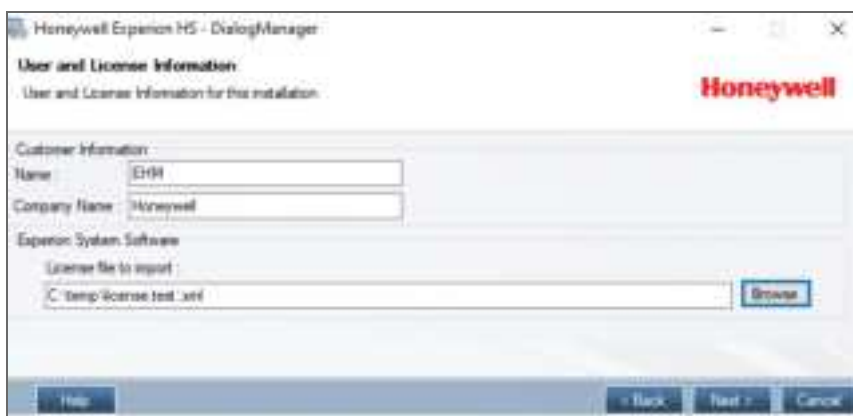 Honeywell Experion HS - DialogManager
User and License Information
User and License Information for this installation
Honeywell
Customer Information
Name
Company Name Honeywell
Experion System Software
License file to import
Browse
Help
< Back Next > Cancel